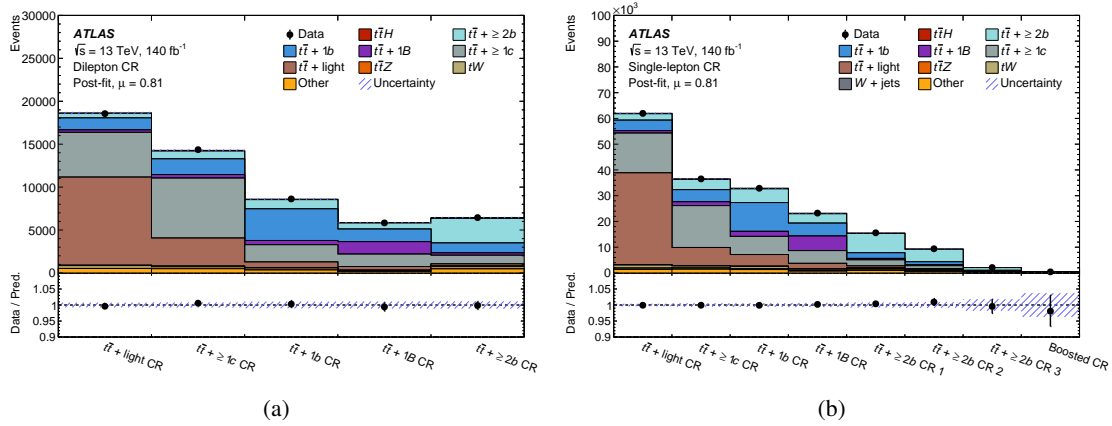 ATLAS
√s = 13 TeV, 140 fb⁻¹
Dilepton CR
Post-fit, μ = 0.81
Data
tt̄H
tt̄ + ≥ 2b
tt̄ + 1b
tt̄ + 1B
tt̄ + ≥ 1c
tt̄ + light
tt̄Z
tW
Other
Uncertainty
Events
30000
25000
20000
15000
10000
5000
0
Data / Pred.
1.05
1
0.95
0.9
tt̄ + light CR
tt̄ + ≥ 1c CR
tt̄ + 1b CR
tt̄ + 1B CR
tt̄ + ≥ 2b CR
(a)
×10³
ATLAS
√s = 13 TeV, 140 fb⁻¹
Single-lepton CR
Post-fit, μ = 0.81
Data
tt̄H
tt̄ + ≥ 2b
tt̄ + 1b
tt̄ + 1B
tt̄ + ≥ 1c
tt̄ + light
tt̄Z
tW
W + jets
Other
Uncertainty
Events
100
90
80
70
60
50
40
30
20
10
0
Data / Pred.
1.05
1
0.95
0.9
tt̄ + light CR
tt̄ + ≥ 1c CR
tt̄ + 1b CR
tt̄ + 1B CR
tt̄ + ≥ 2b CR 1
tt̄ + ≥ 2b CR 2
tt̄ + ≥ 2b CR 3
Boosted CR
(b)